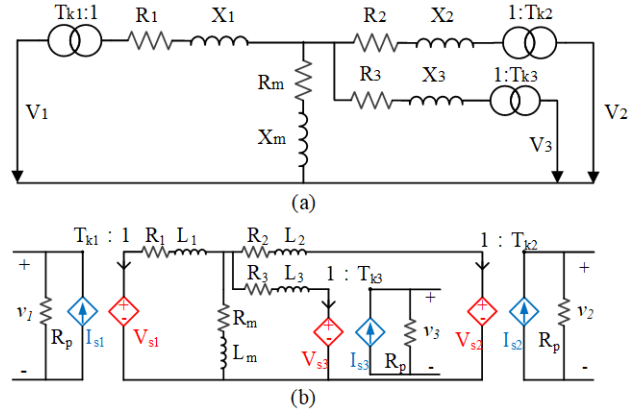 Tk1:1 R1 X1 R2 X2 1:Tk2
Rm R3 X3 1:Tk3
V1 V2
Xm V3
(a)
Tk1 : 1 R1 L1 R2 L2 1 : Tk2
R3 L3 1 : Tk3
+ + - + - + +
v1 Rp Is1 Vs1 Rm Lm Vs3 Is3 Rp v3 Vs2 Is2 Rp v2
- - - -
(b)